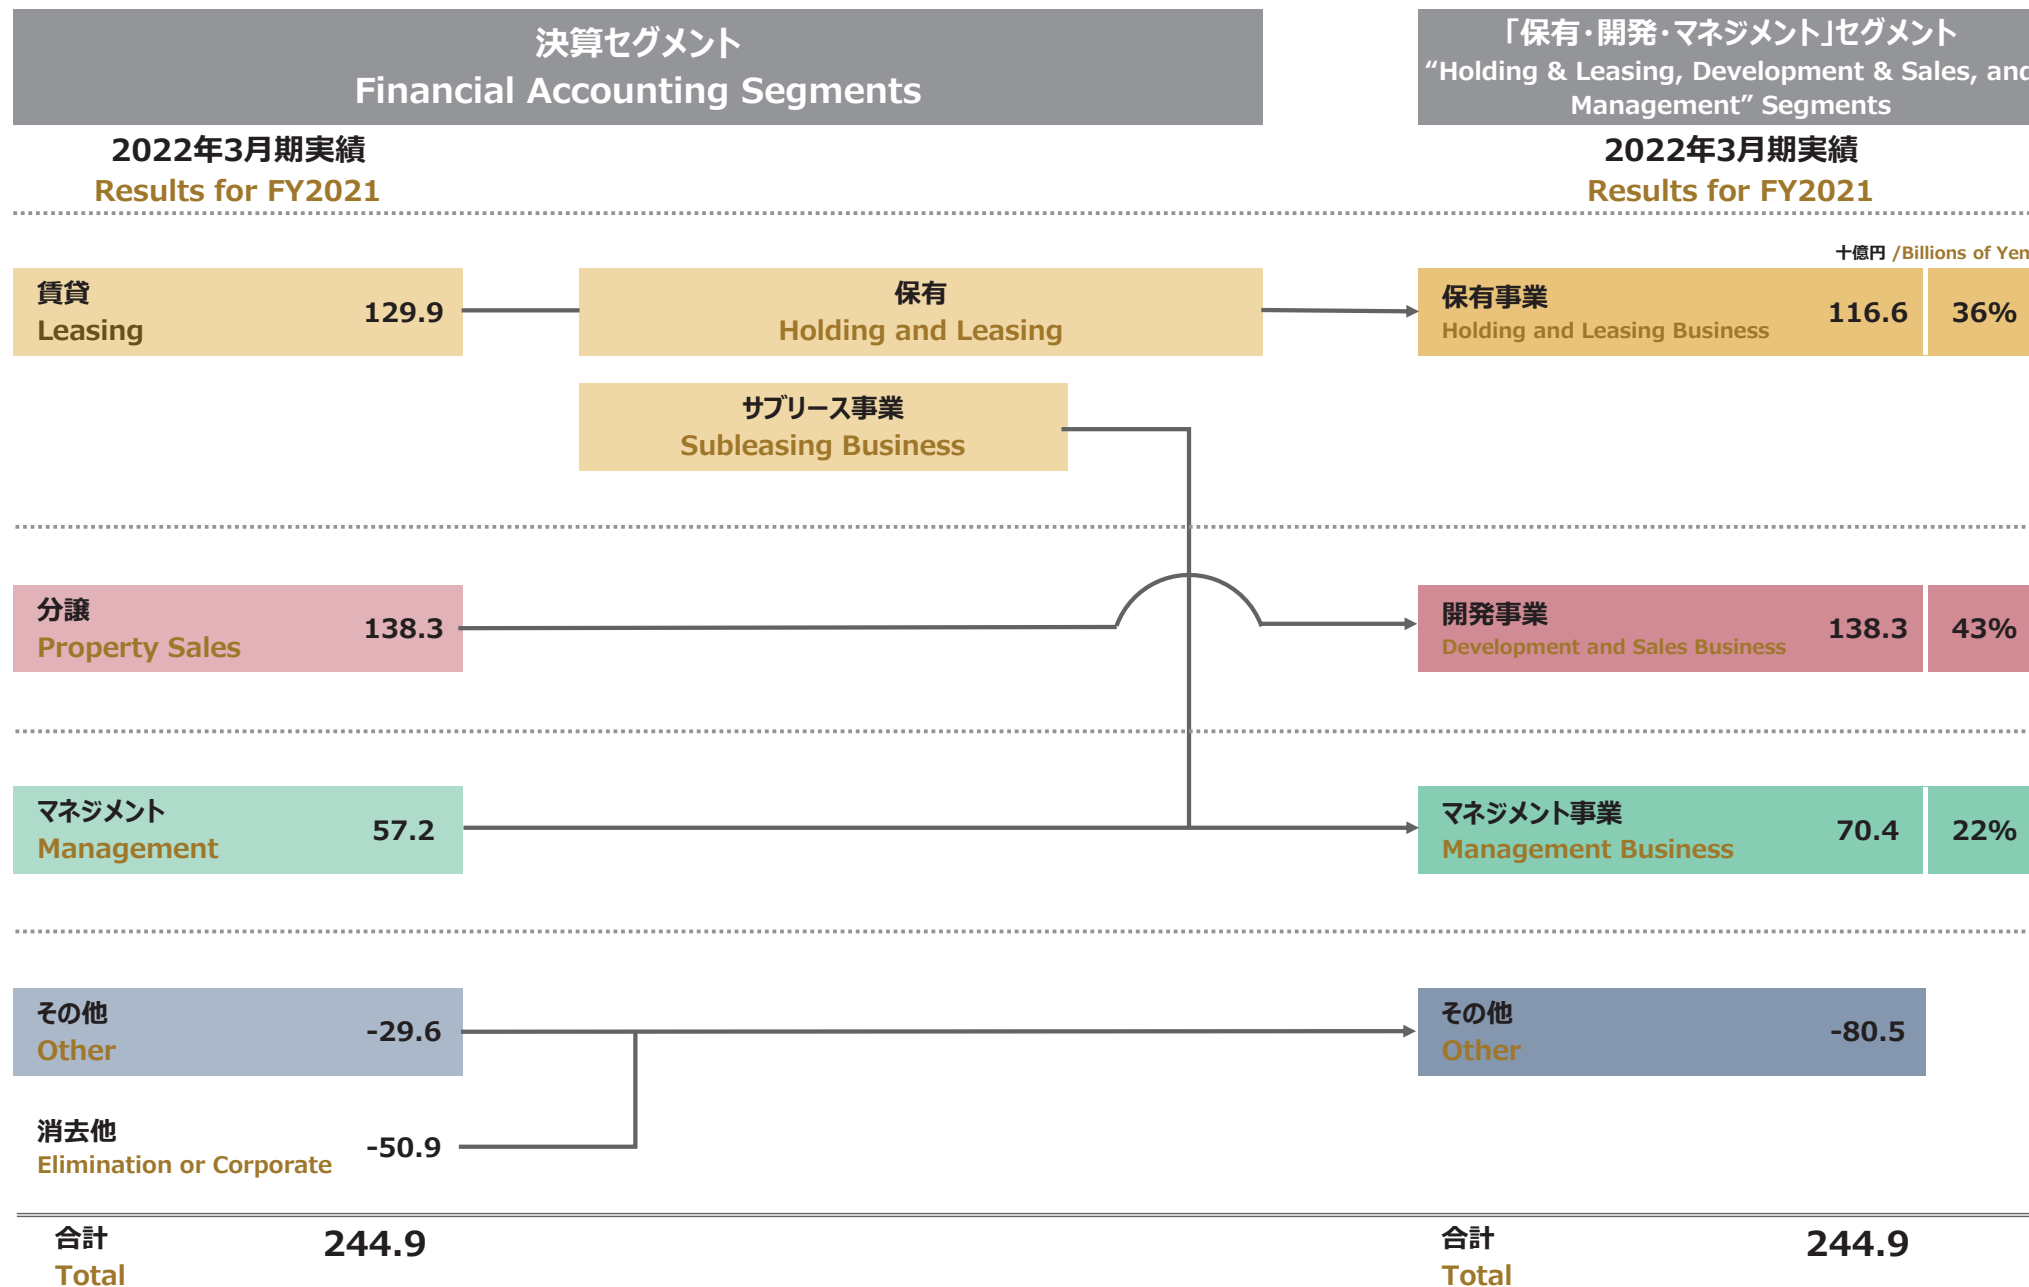 決算セグメント
Financial Accounting Segments
「保有・開発・マネジメント」セグメント
“Holding & Leasing, Development & Sales, and
Management” Segments
2022年3月期実績
Results for FY2021
2022年3月期実績
Results for FY2021
十億円 /Billions of Yen
賃貸
Leasing
129.9
保有
Holding and Leasing
保有事業
Holding and Leasing Business
116.6
36%
サブリース事業
Subleasing Business
分譲
Property Sales
138.3
開発事業
Development and Sales Business
138.3
43%
マネジメント
Management
57.2
マネジメント事業
Management Business
70.4
22%
その他
Other
-29.6
その他
Other
-80.5
消去他
Elimination or Corporate
-50.9
合計
Total
244.9
合計
Total
244.9